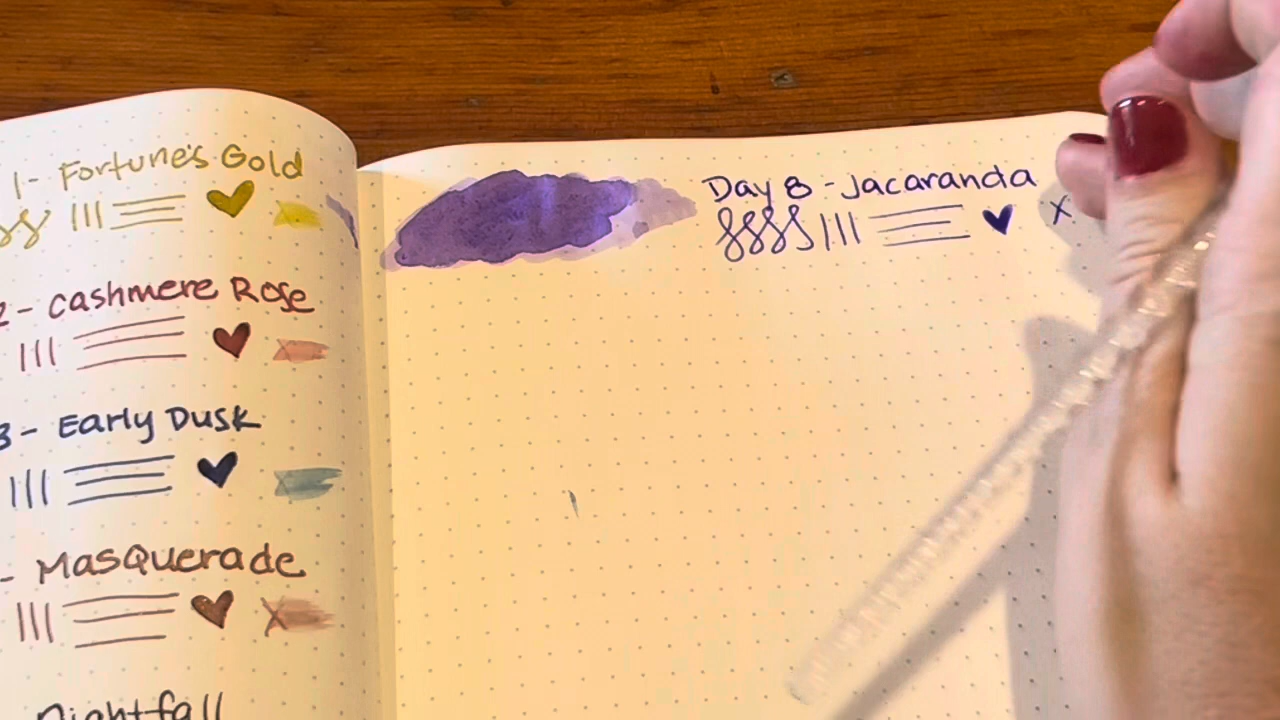 1- Fortune's Gold
2- Cashmere Rose
3- Early Dusk
- Masquerade
Nightfall
Day 8 - Jacaranda
x